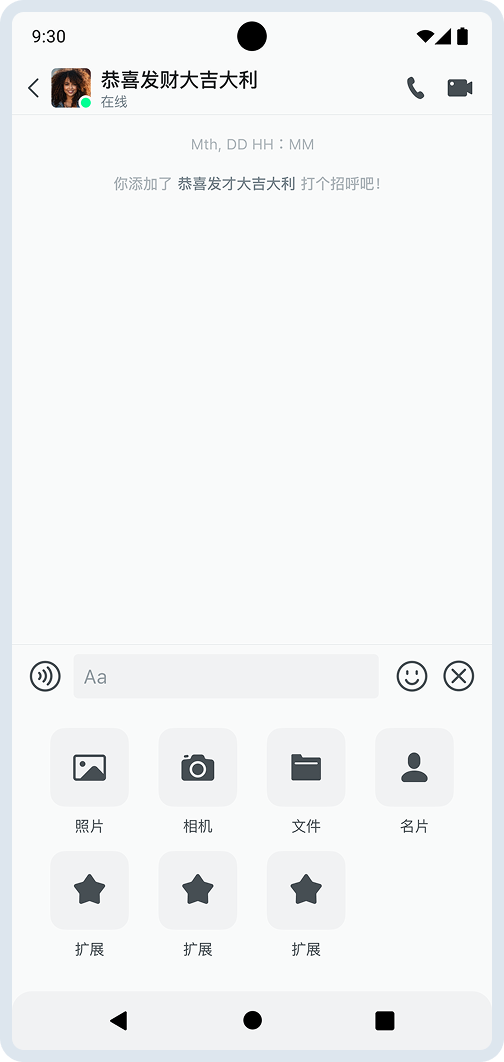 9:30
恭喜发财大吉大利
在线
Mth, DD HH：MM
你添加了 恭喜发才大吉大利 打个招呼吧！
Aa
照片 相机 文件 名片
扩展 扩展 扩展